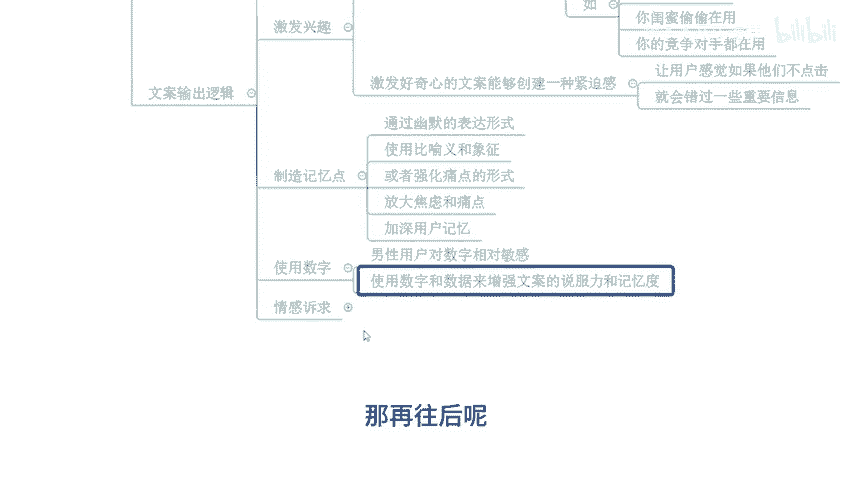 如
你闺蜜偷偷在用
你的竞争对手都在用
bilibili
激发兴趣
激发好奇心的文案能够创建一种紧迫感
让用户感觉如果他们不点击
就会错过一些重要信息
文案输出逻辑
通过幽默的表达形式
使用比喻义和象征
制造记忆点
或者强化痛点的形式
放大焦虑和痛点
加深用户记忆
男性用户对数字相对敏感
使用数字
使用数字和数据来增强文案的说服力和记忆度
情感诉求
那再往后呢